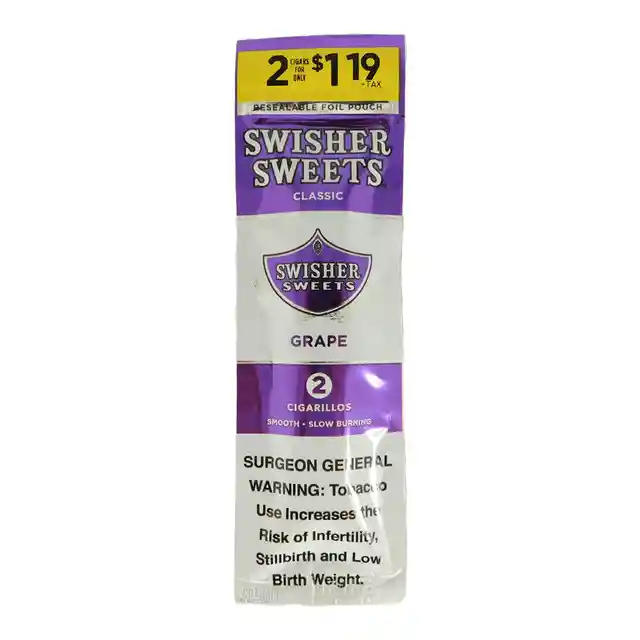 2 CIGARS FOR ONLY $1 19 +TAX
RESEALABLE FOIL POUCH
SWISHER
SWEETS
CLASSIC
SWISHER
SWEETS
GRAPE
2
CIGARILLOS
SMOOTH • SLOW BURNING
SURGEON GENERAL
WARNING: Tobacco
Use Increases the
Risk of Infertility,
Stillbirth and Low
Birth Weight.